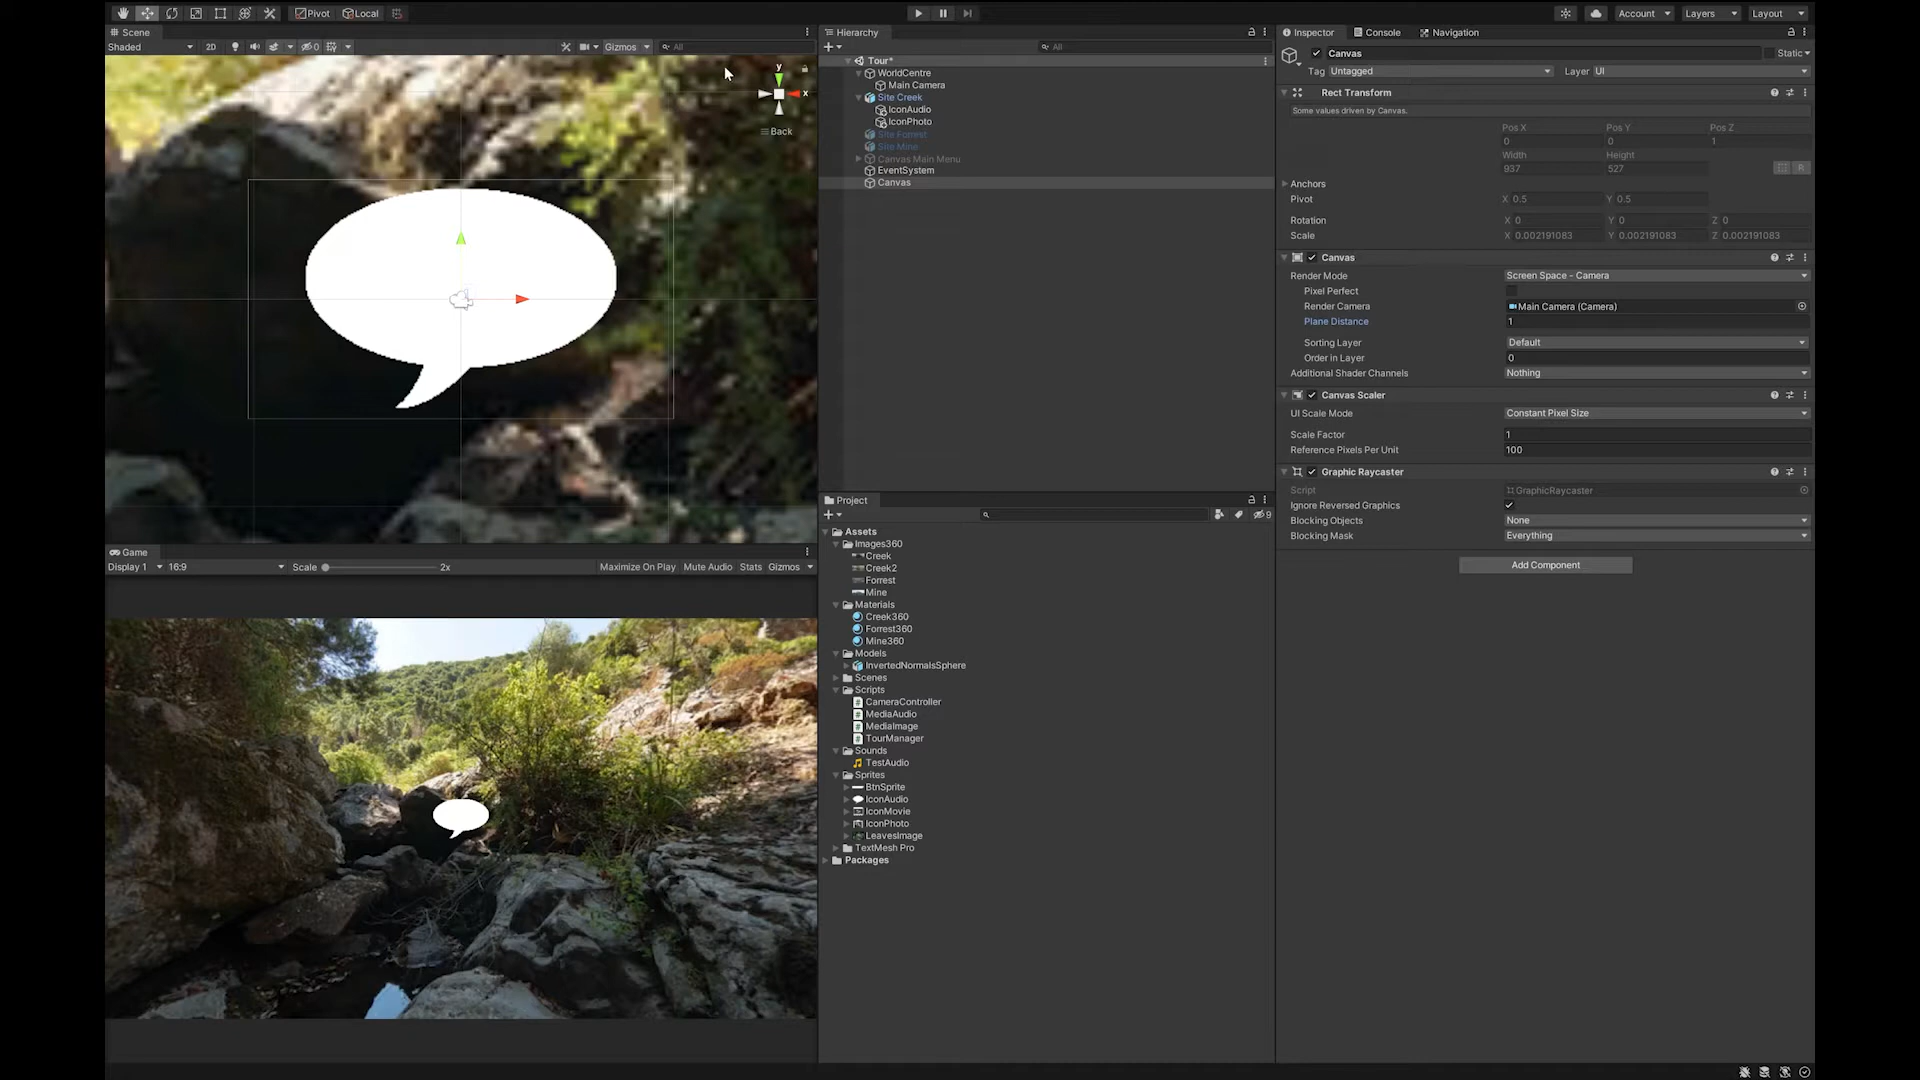 Pivot Local
Account Layers Layout
Scene
Shaded 2D 0 Gizmos All
y
x
Back
Game
Display 1 16:9 Scale 2x Maximize On Play Mute Audio Stats Gizmos
Hierarchy
All
Tour*
WorldCentre
Main Camera
Site Creek
IconAudio
IconPhoto
Site Forrest
Site Mine
Canvas Main Menu
EventSystem
Canvas
Project
9
Assets
Images360
Creek
Creek2
Forrest
Mine
Materials
Creek360
Forrest360
Mine360
Models
InvertedNormalsSphere
Scenes
Scripts
CameraController
MediaAudio
MediaImage
TourManager
Sounds
TestAudio
Sprites
BtnSprite
IconAudio
IconMovie
IconPhoto
LeavesImage
TextMesh Pro
Packages
Inspector Console Navigation
Canvas Static
Tag Untagged Layer UI
Rect Transform
Some values driven by Canvas.
Pos X Pos Y Pos Z
0 0 1
Width Height
937 527 R
Anchors
Pivot X 0.5 Y 0.5
Rotation X 0 Y 0 Z 0
Scale X 0.002191083 Y 0.002191083 Z 0.002191083
Canvas
Render Mode Screen Space - Camera
Pixel Perfect
Render Camera Main Camera (Camera)
Plane Distance 1
Sorting Layer Default
Order in Layer 0
Additional Shader Channels Nothing
Canvas Scaler
UI Scale Mode Constant Pixel Size
Scale Factor 1
Reference Pixels Per Unit 100
Graphic Raycaster
Script GraphicRaycaster
Ignore Reversed Graphics
Blocking Objects None
Blocking Mask Everything
Add Component